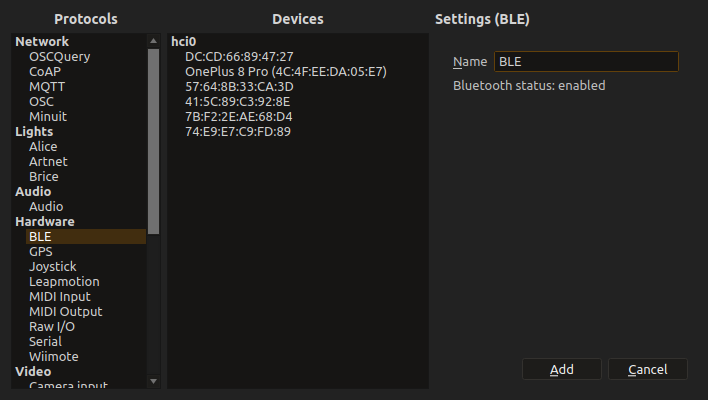 Protocols
Network
OSCQuery
CoAP
MQTT
OSC
Minuit
Lights
Alice
Artnet
Brice
Audio
Audio
Hardware
BLE
GPS
Joystick
Leapmotion
MIDI Input
MIDI Output
Raw I/O
Serial
Wiimote
Video
Camera input
Devices
hci0
DC:CD:66:89:47:27
OnePlus 8 Pro (4C:4F:EE:DA:05:E7)
57:64:8B:33:CA:3D
41:5C:89:C3:92:8E
7B:F2:2E:AE:68:D4
74:E9:E7:C9:FD:89
Settings (BLE)
Name BLE
Bluetooth status: enabled
Add Cancel